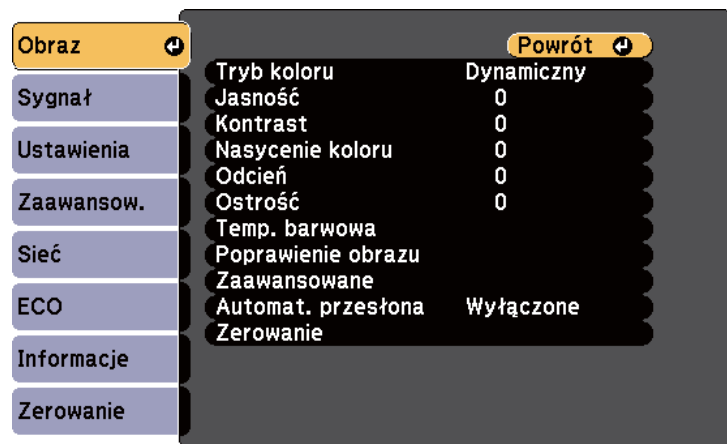 Obraz
Sygnał
Ustawienia
Zaawansow.
Sieć
ECO
Informacje
Zerowanie
Powrót
Tryb koloru Dynamiczny
Jasność 0
Kontrast 0
Nasycenie koloru 0
Odcień 0
Ostrość 0
Temp. barwowa
Poprawienie obrazu
Zaawansowane
Automat. przesłona Wyłączone
Zerowanie